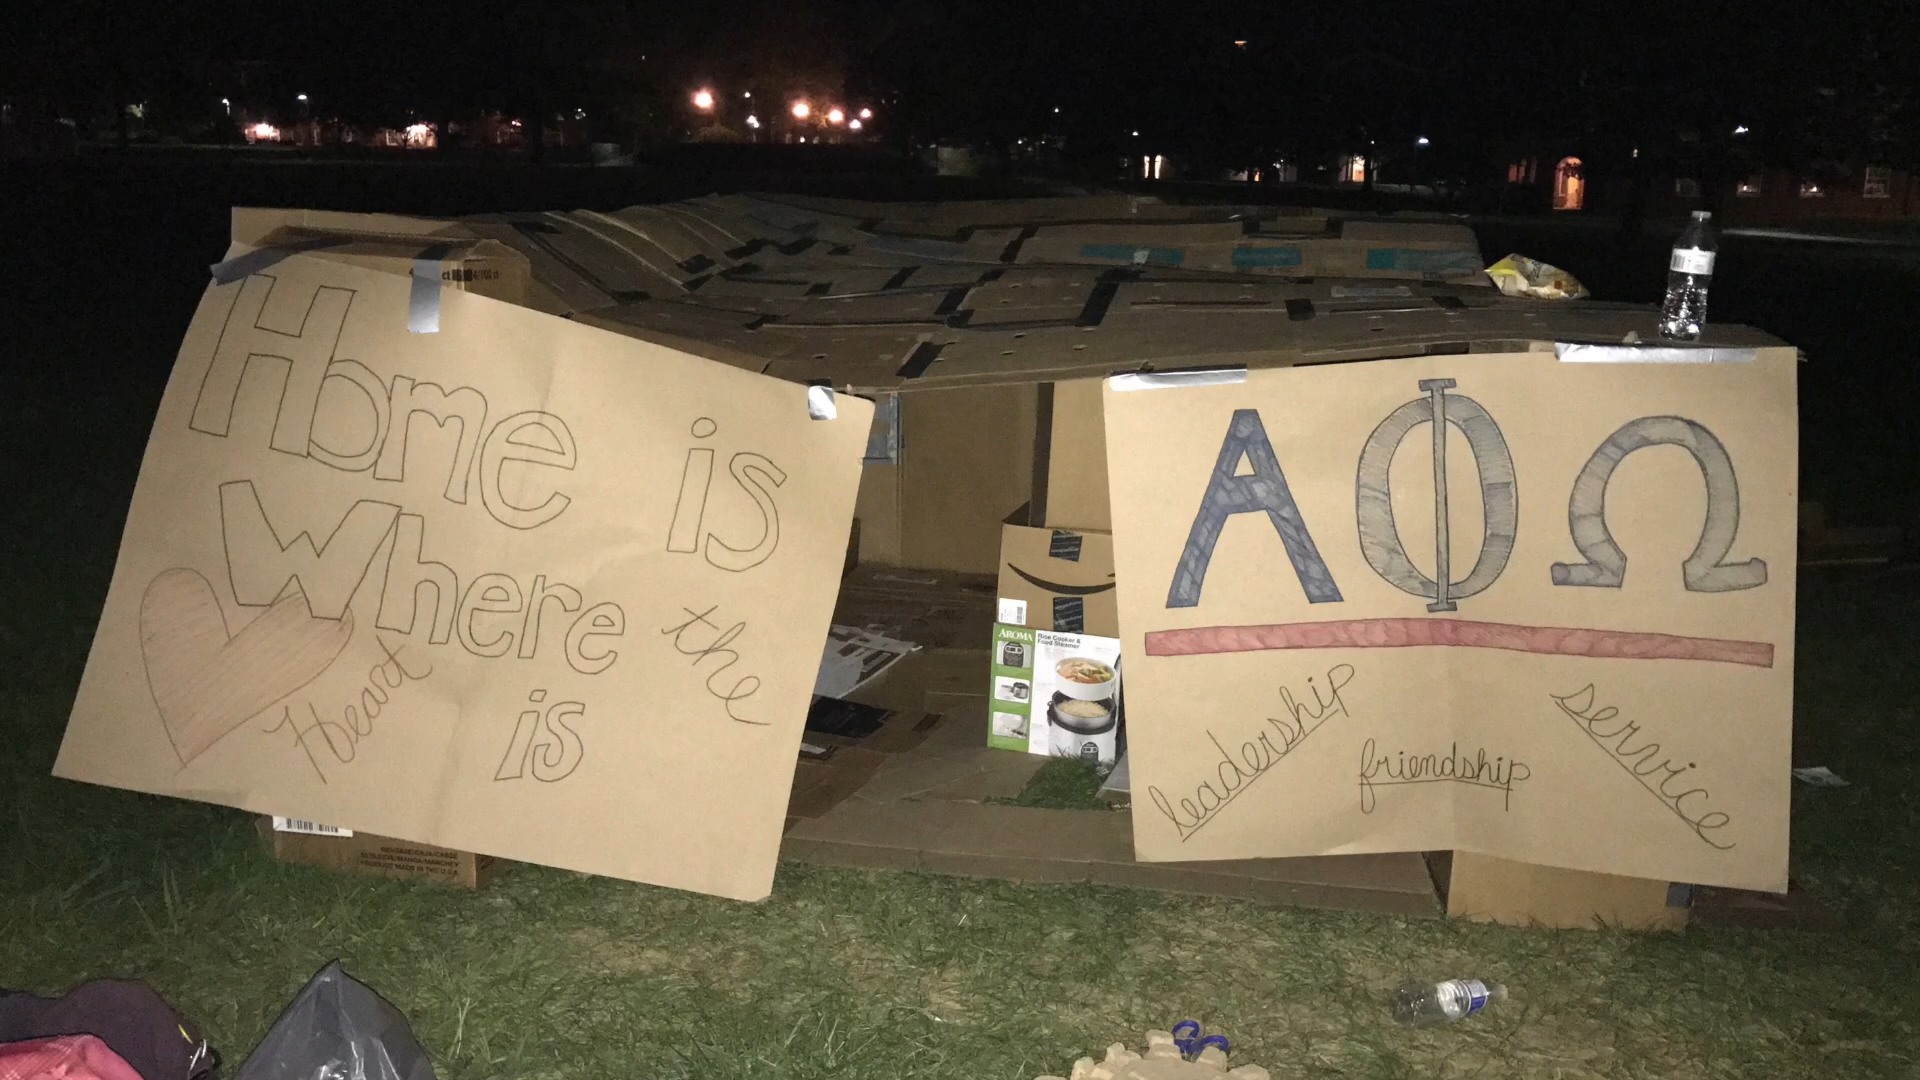 Home is
Where
the
Heart
is
ΑΦΩ
leadership
friendship
service
AROMA
Rice Cooker &
Food Steamer